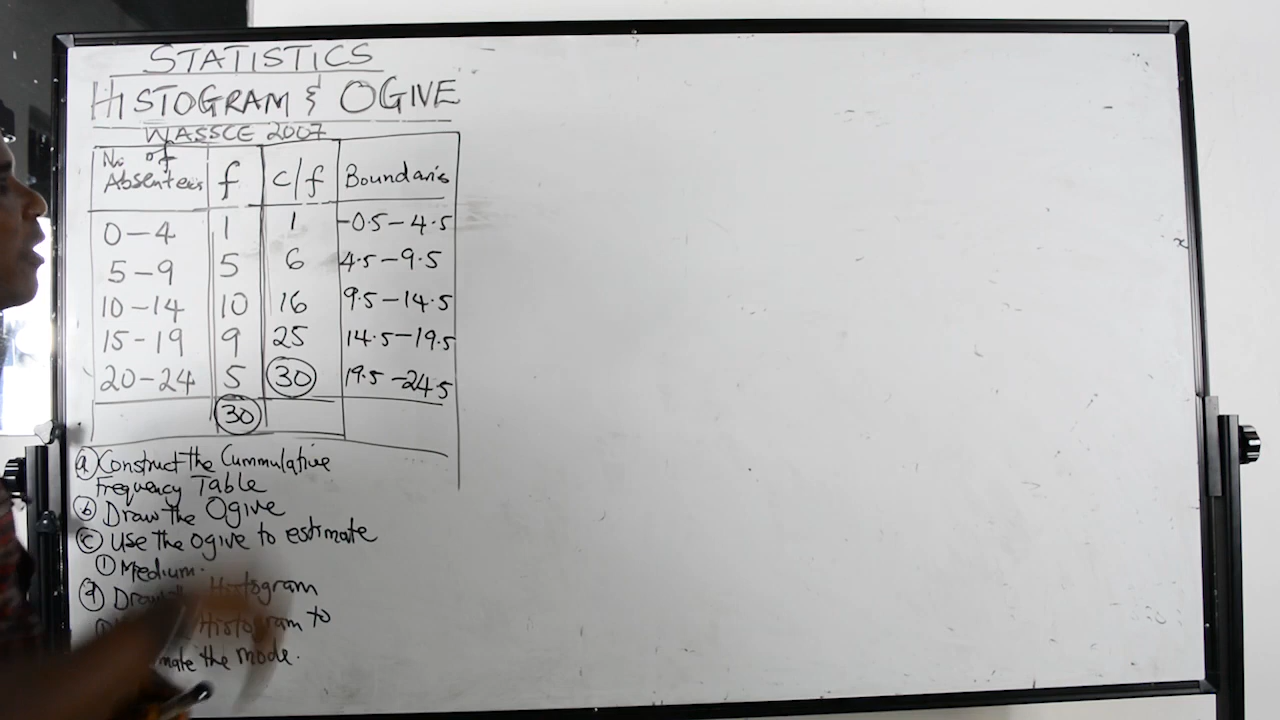 STATISTICS
HISTOGRAM & OGIVE
WASSCE 2007
No. of Absentees f c/f Boundaries
0-4 1 1 -0.5-4.5
5-9 5 6 4.5-9.5
10-14 10 16 9.5-14.5
15-19 9 25 14.5-19.5
20-24 5 30 19.5-24.5
30
a Construct the Cummulative
Frequency Table
b Draw the Ogive
c Use the ogive to estimate
① Medium.
d Draw Histogram
Histogram to
the mode.